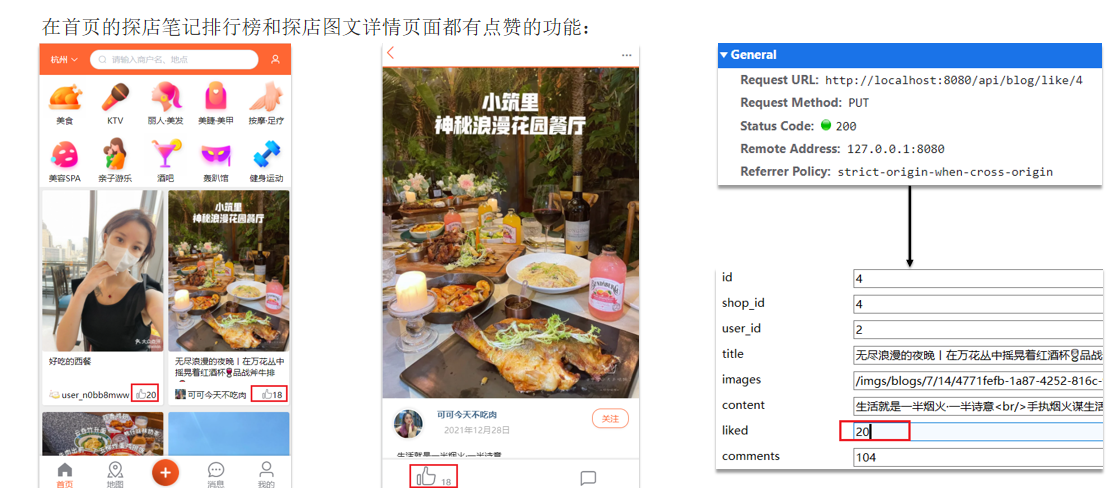 在首页的探店笔记排行榜和探店图文详情页面都有点赞的功能：
杭州
请输入商户名、地点
美食
KTV
丽人·美发
美睫·美甲
按摩·足疗
美容SPA
亲子游乐
酒吧
轰趴馆
健身运动
小筑里
神秘浪漫花园餐厅
好吃的西餐
无尽浪漫的夜晚丨在万花丛中
摇晃着红酒杯🍷品战斧牛排
user_n0bb8mww
20
可可今天不吃肉
18
首页
地图
消息
我的
小筑里
神秘浪漫花园餐厅
可可今天不吃肉
2021年12月28日
关注
生活就是一半烟火·一半诗意
18
General
Request URL: http://localhost:8080/api/blog/like/4
Request Method: PUT
Status Code: 200
Remote Address: 127.0.0.1:8080
Referrer Policy: strict-origin-when-cross-origin
id 4
shop_id 4
user_id 2
title 无尽浪漫的夜晚丨在万花丛中摇晃着红酒杯🍷品战
images /imgs/blogs/7/14/4771fefb-1a87-4252-816c-
content 生活就是一半烟火·一半诗意<br/>手执烟火谋生活
liked 20
comments 104